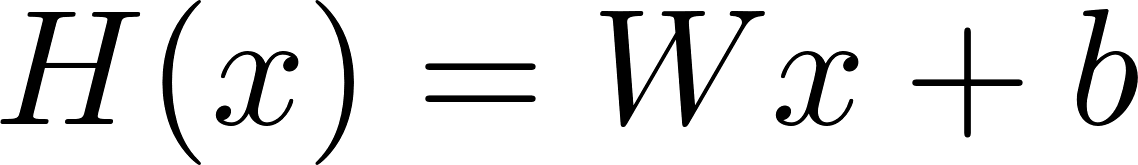 H(x) = Wx + b